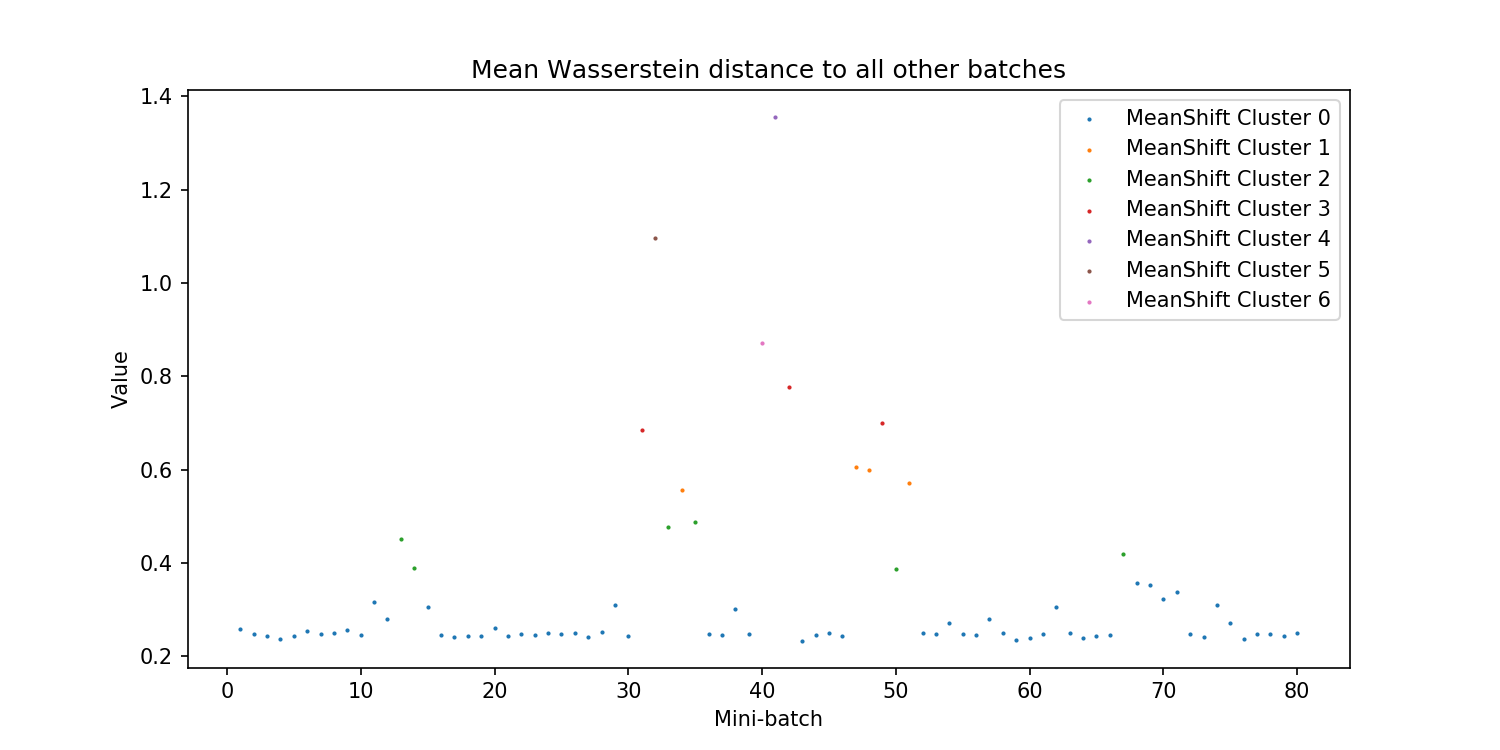 Mean Wasserstein distance to all other batches
1.4
1.2
1.0
0.8
0.6
0.4
0.2
Value
MeanShift Cluster 0
MeanShift Cluster 1
MeanShift Cluster 2
MeanShift Cluster 3
MeanShift Cluster 4
MeanShift Cluster 5
MeanShift Cluster 6
0 10 20 30 40 50 60 70 80
Mini-batch